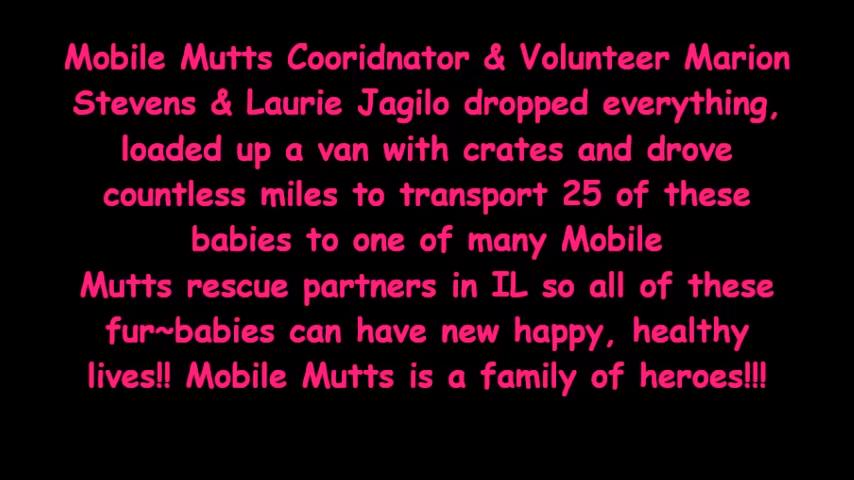 Mobile Mutts Cooridnator & Volunteer Marion
Stevens & Laurie Jagilo dropped everything,
loaded up a van with crates and drove
countless miles to transport 25 of these
babies to one of many Mobile
Mutts rescue partners in IL so all of these
fur~babies can have new happy, healthy
lives!! Mobile Mutts is a family of heroes!!!